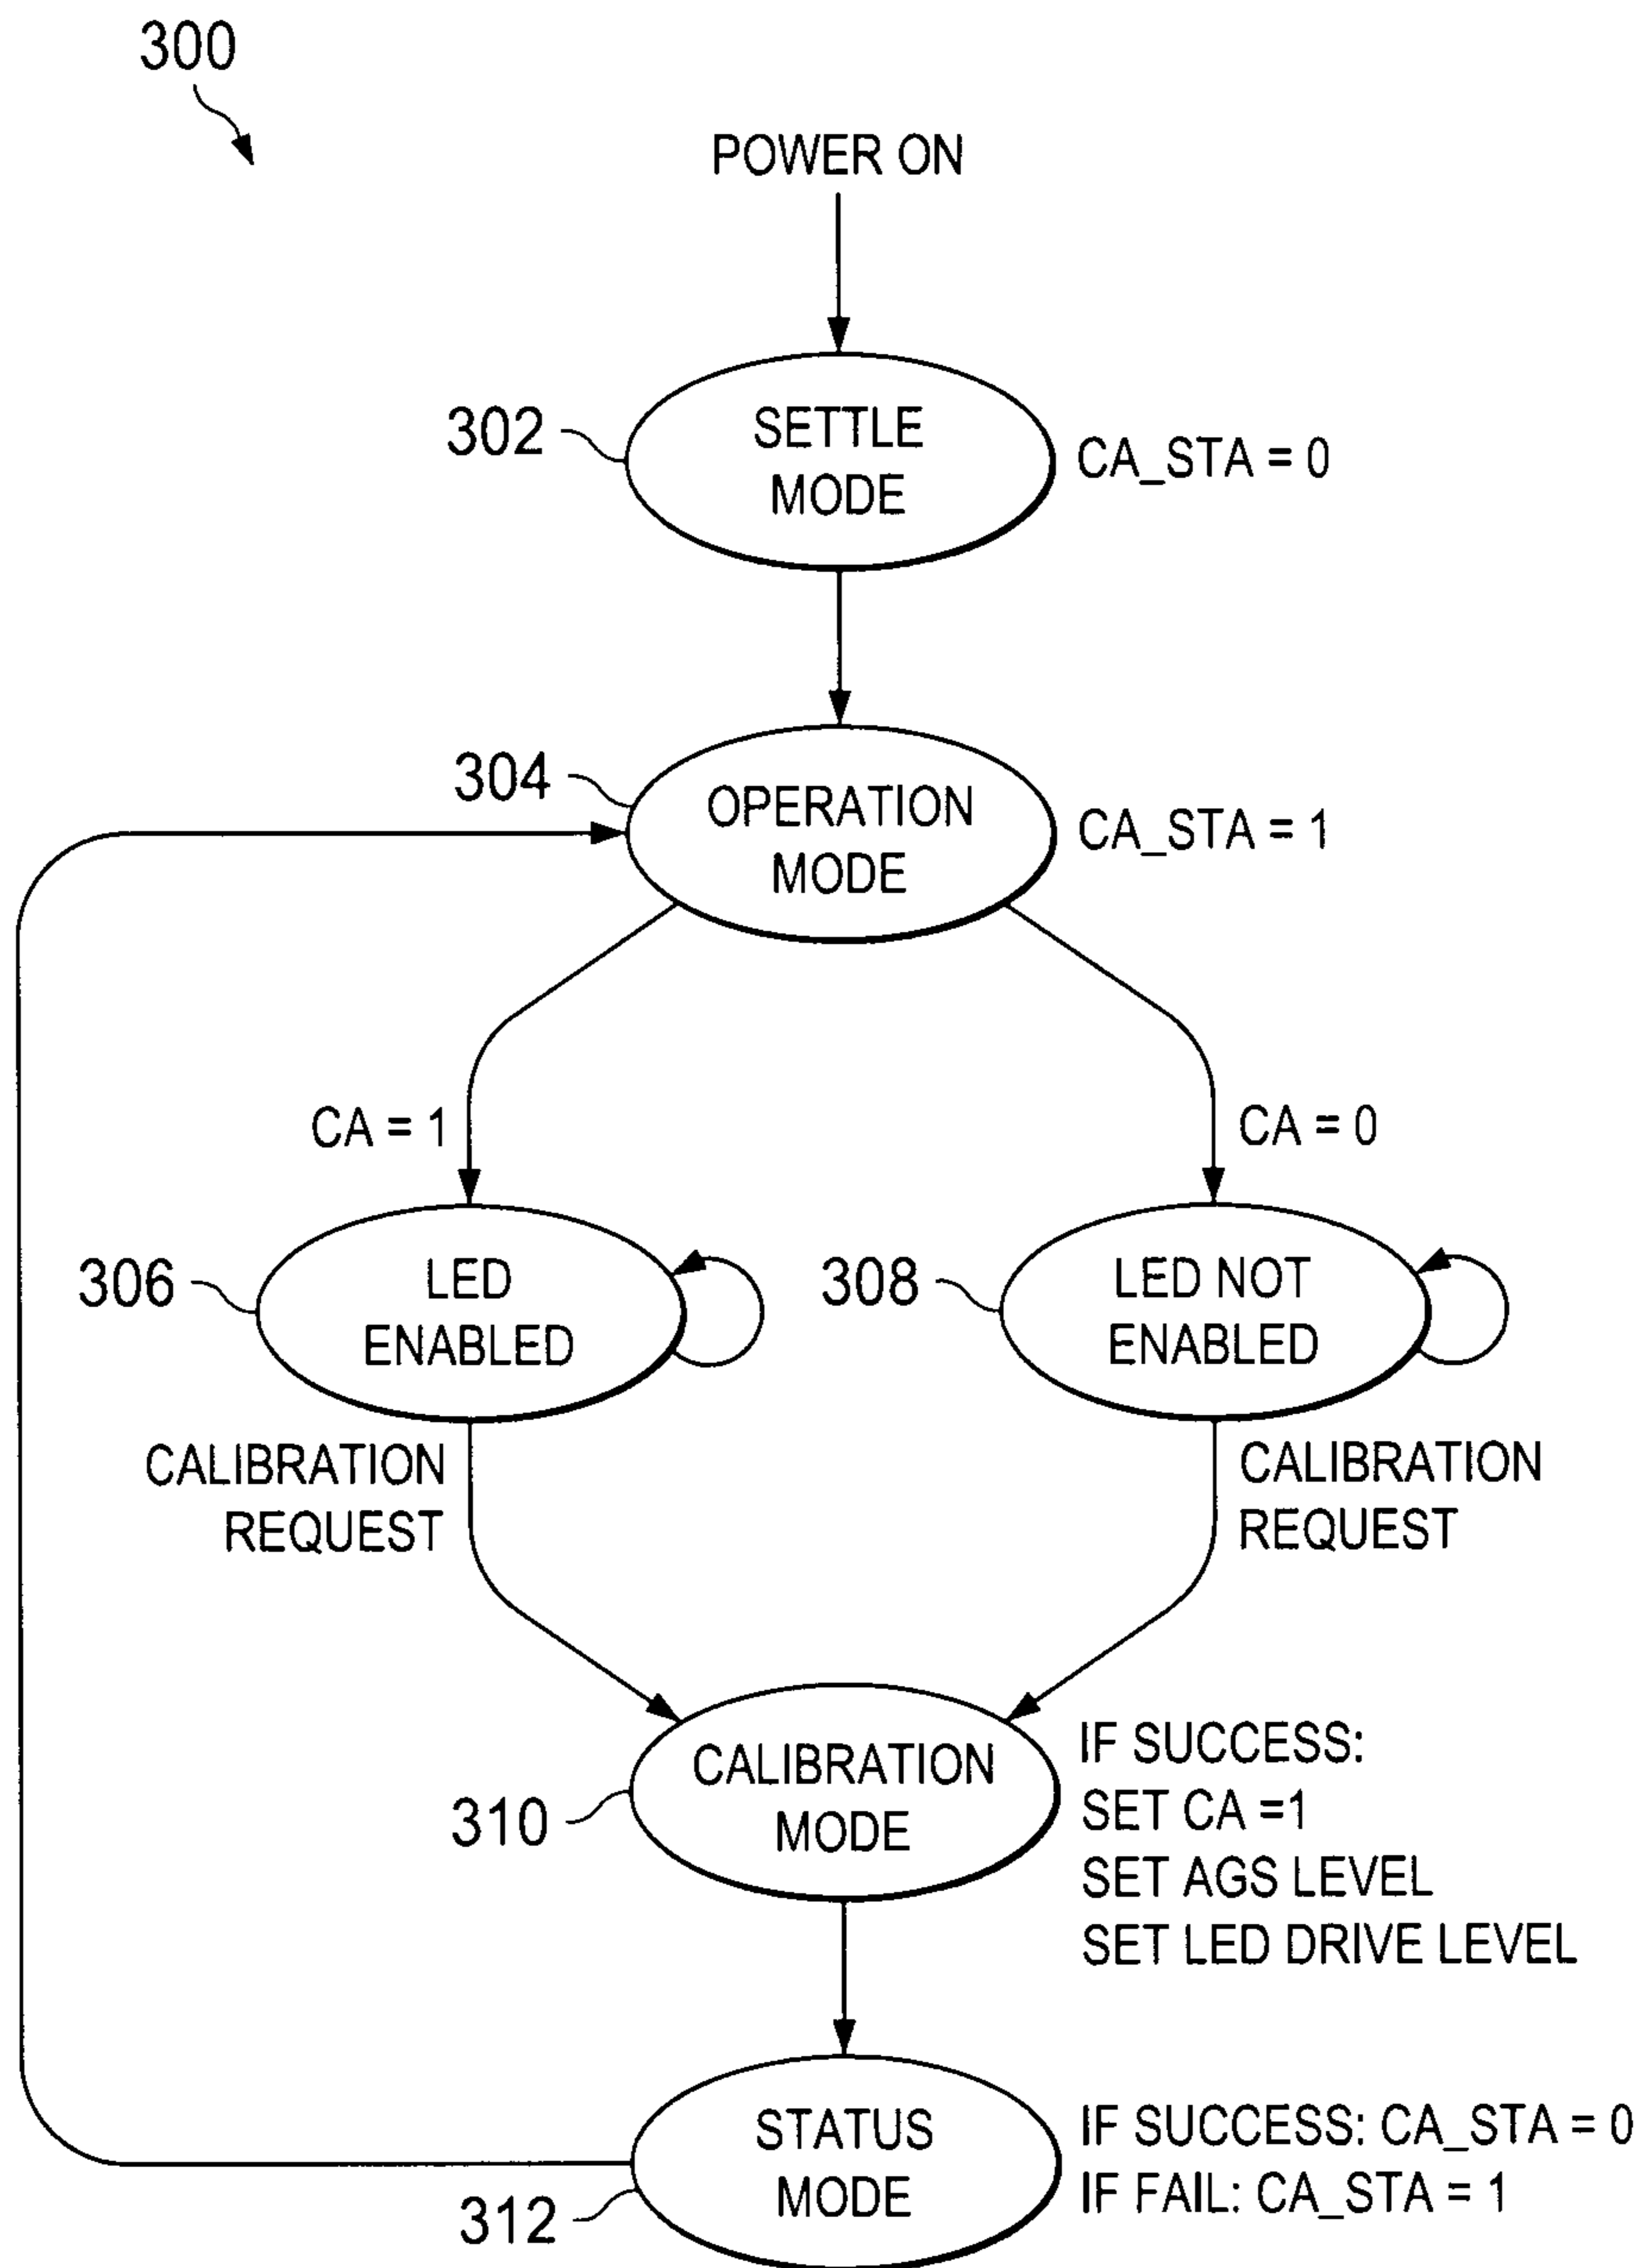 300
POWER ON
302
SETTLE
MODE
CA_STA = 0
304
OPERATION
MODE
CA_STA = 1
CA = 1
CA = 0
306
LED
ENABLED
308
LED NOT
ENABLED
CALIBRATION
REQUEST
CALIBRATION
REQUEST
310
CALIBRATION
MODE
IF SUCCESS:
SET CA =1
SET AGS LEVEL
SET LED DRIVE LEVEL
312
STATUS
MODE
IF SUCCESS: CA_STA = 0
IF FAIL: CA_STA = 1